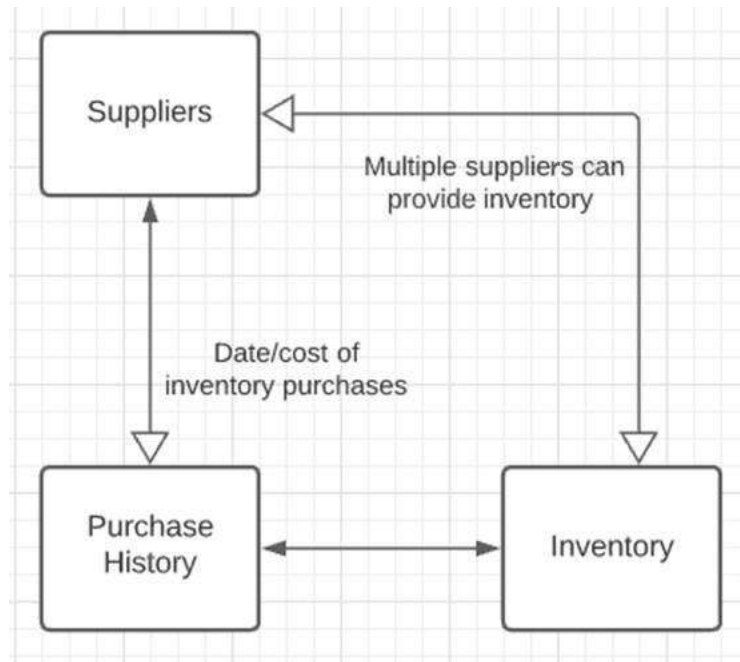 Suppliers
Multiple suppliers can
provide inventory
Date/cost of
inventory purchases
Purchase
History
Inventory